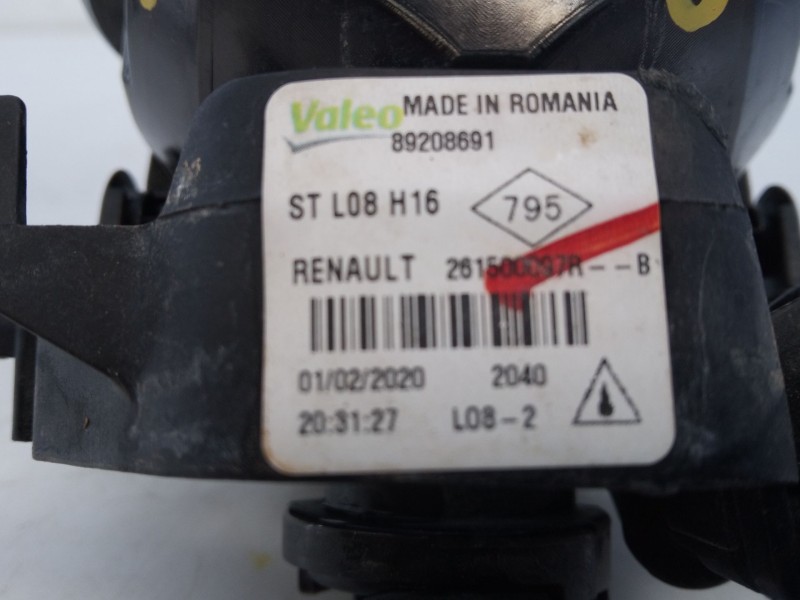 Valeo MADE IN ROMANIA
89208691
ST L08 H16 795
RENAULT 261500097R--B
01/02/2020 2040
20:31:27 L08-2